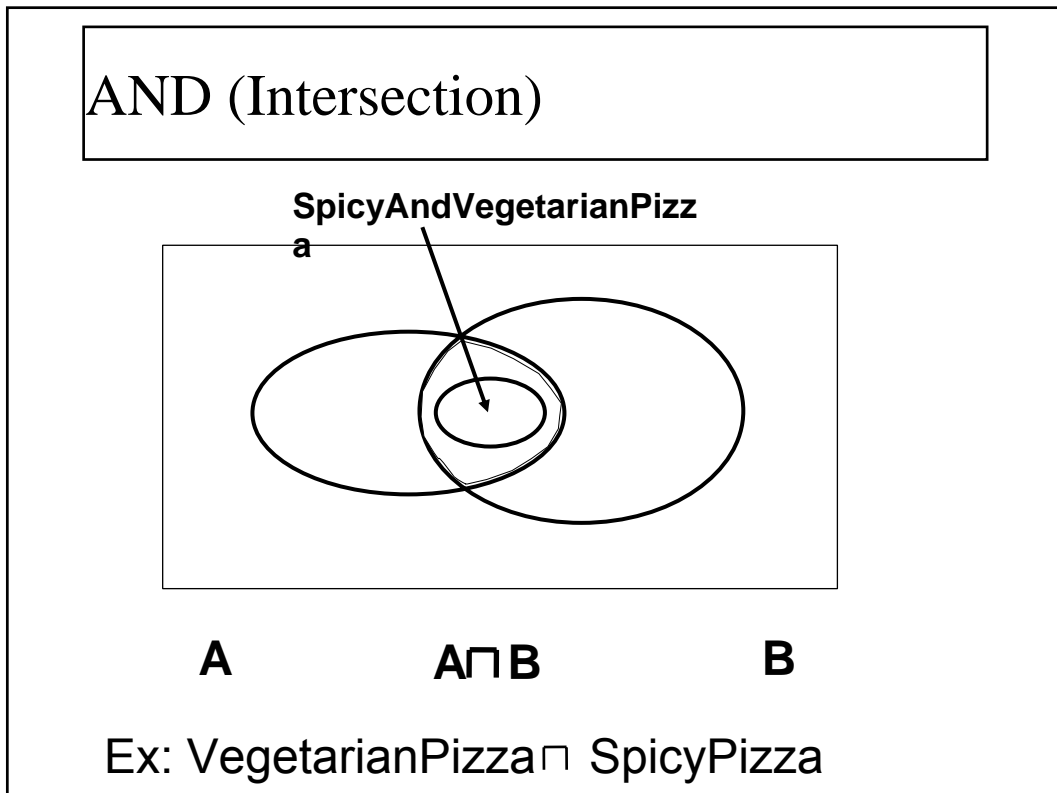 AND (Intersection)
SpicyAndVegetarianPizz
a
A A⊓B B
Ex: VegetarianPizza⊓ SpicyPizza